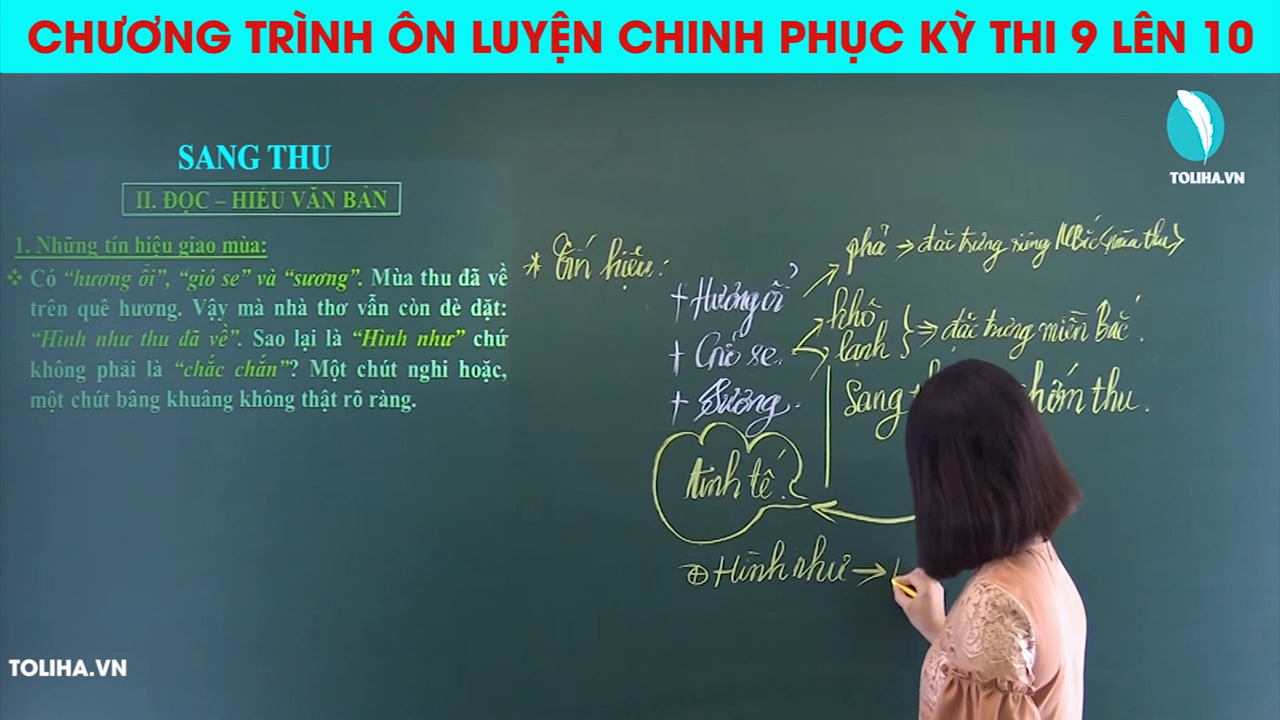 CHƯƠNG TRÌNH ÔN LUYỆN CHINH PHỤC KỲ THI 9 LÊN 10
TOLIHA.VN
SANG THU
II. ĐỌC – HIỂU VĂN BẢN
1. Những tín hiệu giao mùa:
❖ Có “hương ổi”, “gió se” và “sương”. Mùa thu đã về
trên quê hương. Vậy mà nhà thơ vẫn còn dè dặt:
“Hình như thu đã về”. Sao lại là “Hình như” chứ
không phải là “chắc chắn”? Một chút nghi hoặc,
một chút bâng khuâng không thật rõ ràng.
* Tín hiệu:
+ Hương ổi
phả → đặc trưng riêng M.Bắc (mùa thu)
+ Gió se
khô
lạnh } → đặc trưng miền Bắc.
+ Sương.
Sang thu.
tinh tế.
⊕ Hình như →
TOLIHA.VN